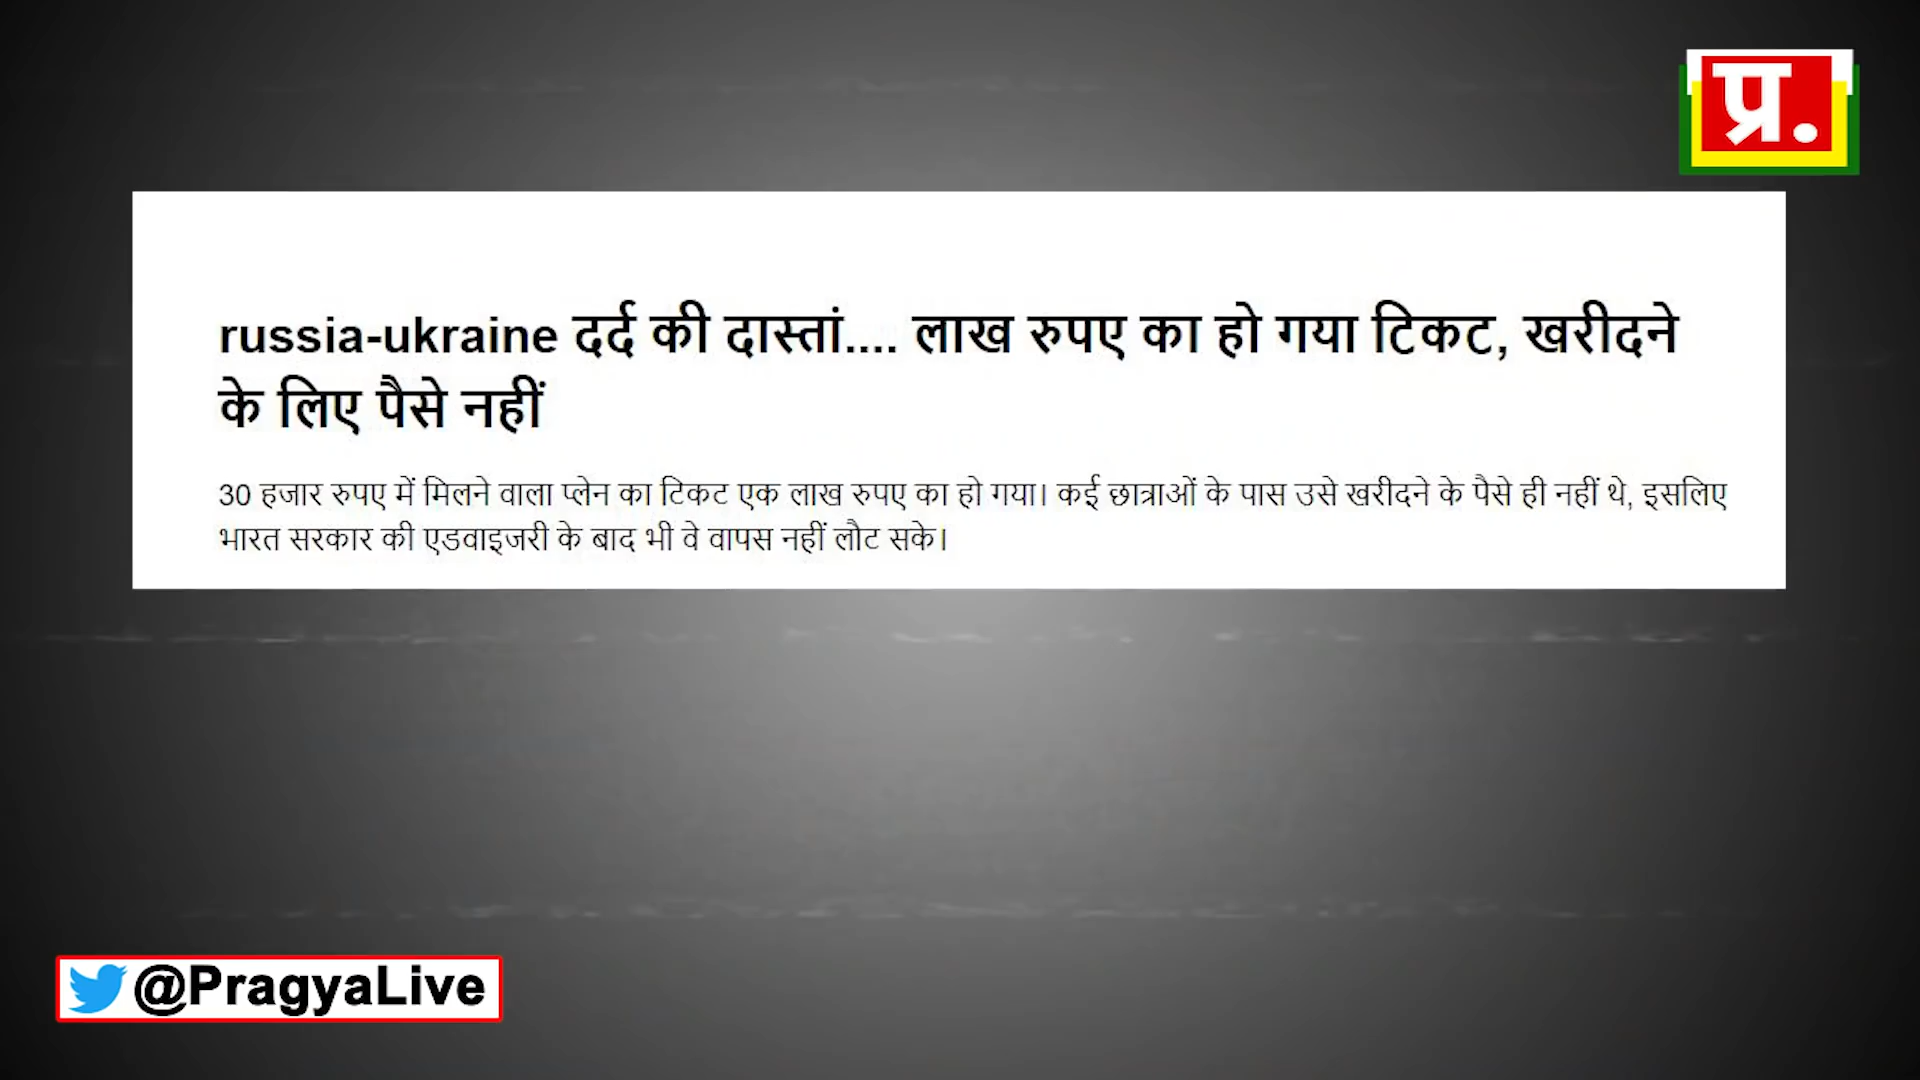 प्र.
russia-ukraine दर्द की दास्तां.... लाख रुपए का हो गया टिकट, खरीदने
के लिए पैसे नहीं
30 हजार रुपए में मिलने वाला प्लेन का टिकट एक लाख रुपए का हो गया। कई छात्राओं के पास उसे खरीदने के पैसे ही नहीं थे, इसलिए
भारत सरकार की एडवाइजरी के बाद भी वे वापस नहीं लौट सके।
@PragyaLive